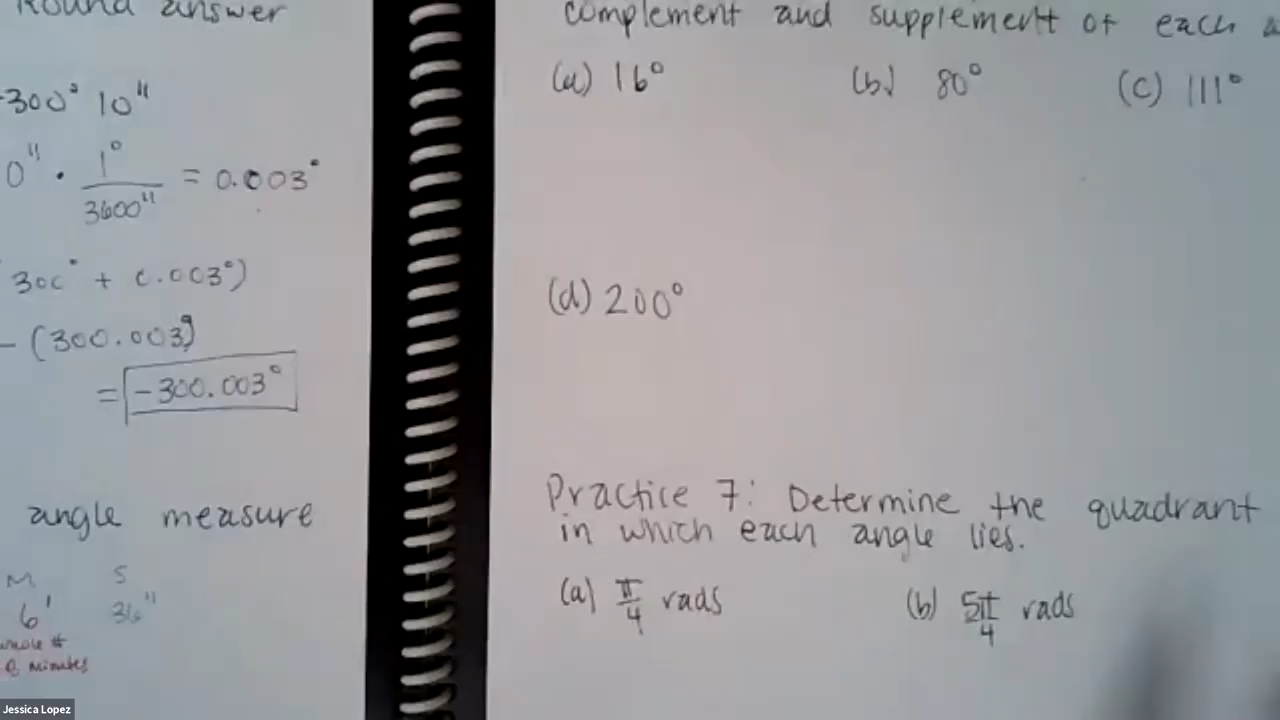 Round answer
-300° 10"
0" · 1° / 3600" = 0.003°
300° + 0.003°)
- (300.003°)
= -300.003°
angle measure
M S
6' 36"
whole #
minutes
complement and supplement of each a
(a) 16° (b) 80° (c) 111°
(d) 200°
Practice 7: Determine the quadrant
in which each angle lies.
(a) π/4 rads (b) 5π/4 rads
Jessica Lopez